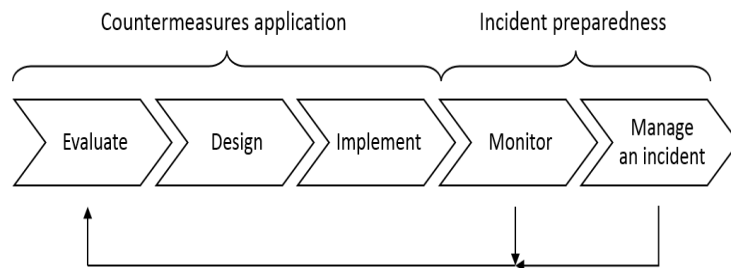 Countermeasures application
Incident preparedness
Evaluate
Design
Implement
Monitor
Manage
an incident